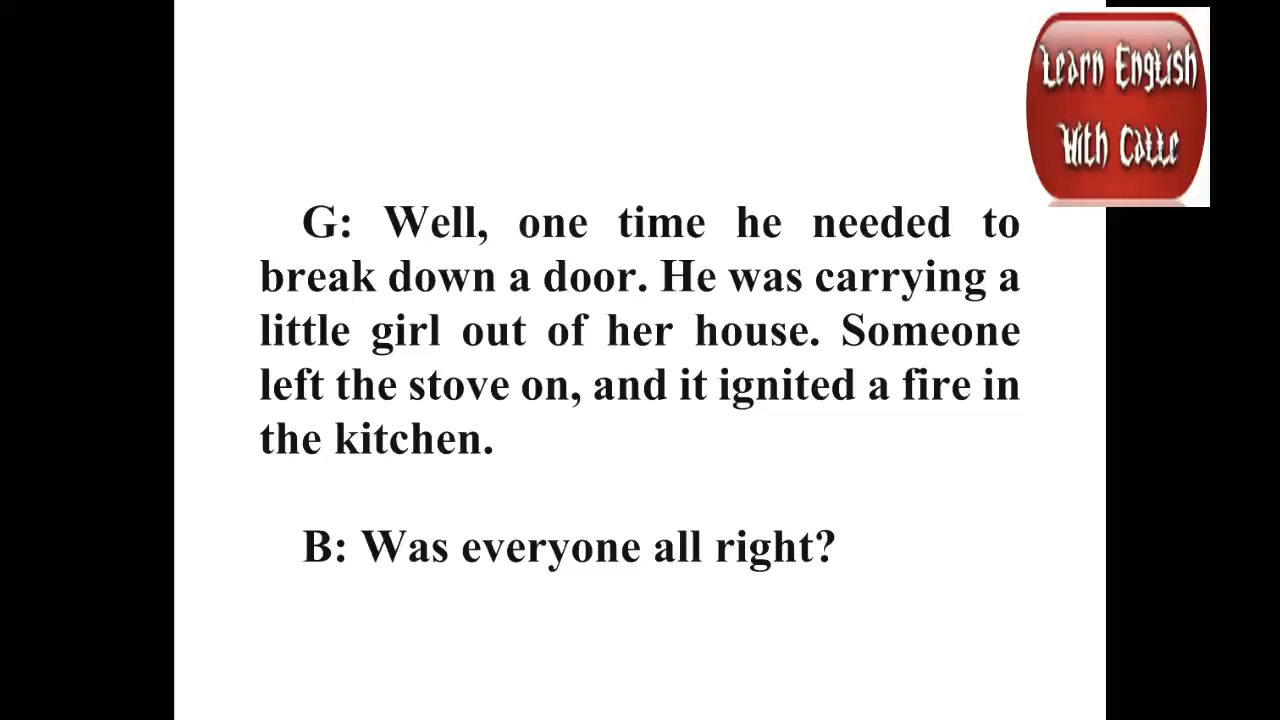 Learn English
With Calle
G: Well, one time he needed to
break down a door. He was carrying a
little girl out of her house. Someone
left the stove on, and it ignited a fire in
the kitchen.
B: Was everyone all right?